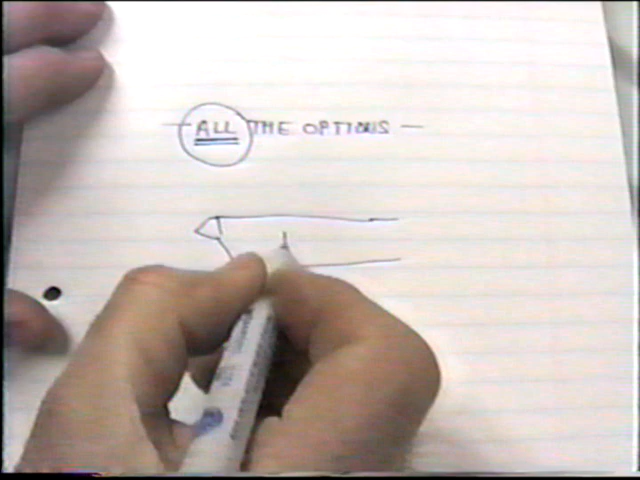 — ALL THE OPTIONS —